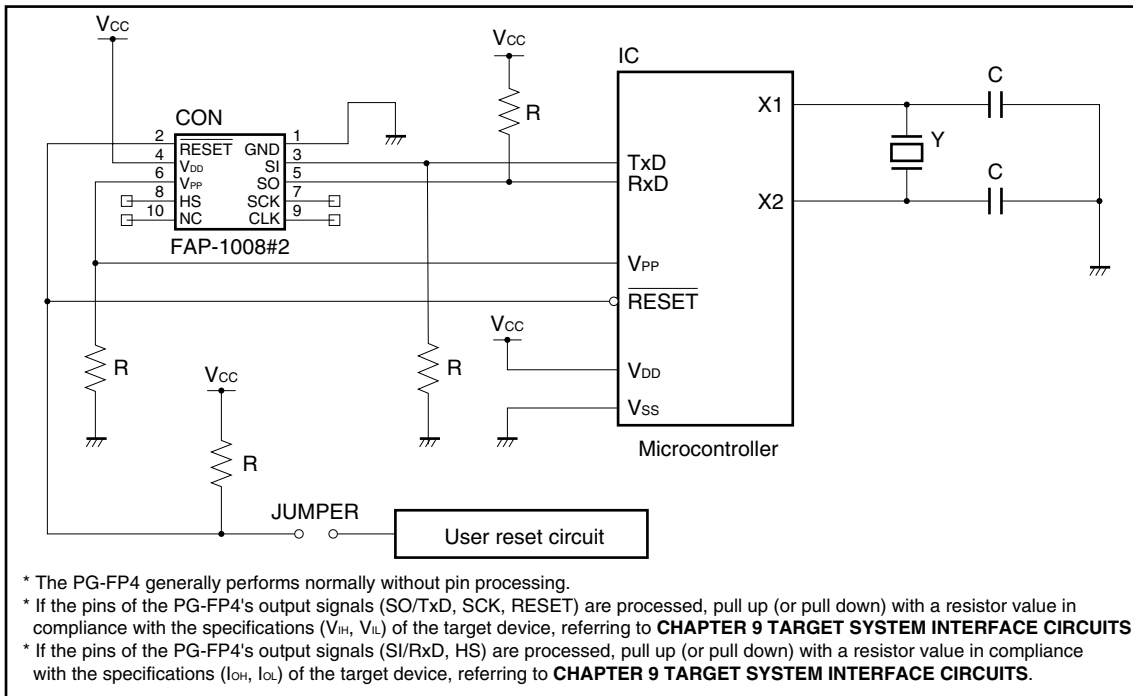 VCC
VCC
IC
CON
2 RESET GND 1
4 VDD SI 3
6 VPP SO 5
8 HS SCK 7
10 NC CLK 9
FAP-1008#2
R
X1
C
Y
X2
C
TxD
RxD
VPP
RESET
VCC
VDD
VSS
Microcontroller
R
VCC
R
R
JUMPER
User reset circuit
* The PG-FP4 generally performs normally without pin processing.
* If the pins of the PG-FP4's output signals (SO/TxD, SCK, RESET) are processed, pull up (or pull down) with a resistor value in
compliance with the specifications (VIH, VIL) of the target device, referring to CHAPTER 9 TARGET SYSTEM INTERFACE CIRCUITS
* If the pins of the PG-FP4's output signals (SI/RxD, HS) are processed, pull up (or pull down) with a resistor value in compliance
with the specifications (IOH, IOL) of the target device, referring to CHAPTER 9 TARGET SYSTEM INTERFACE CIRCUITS.